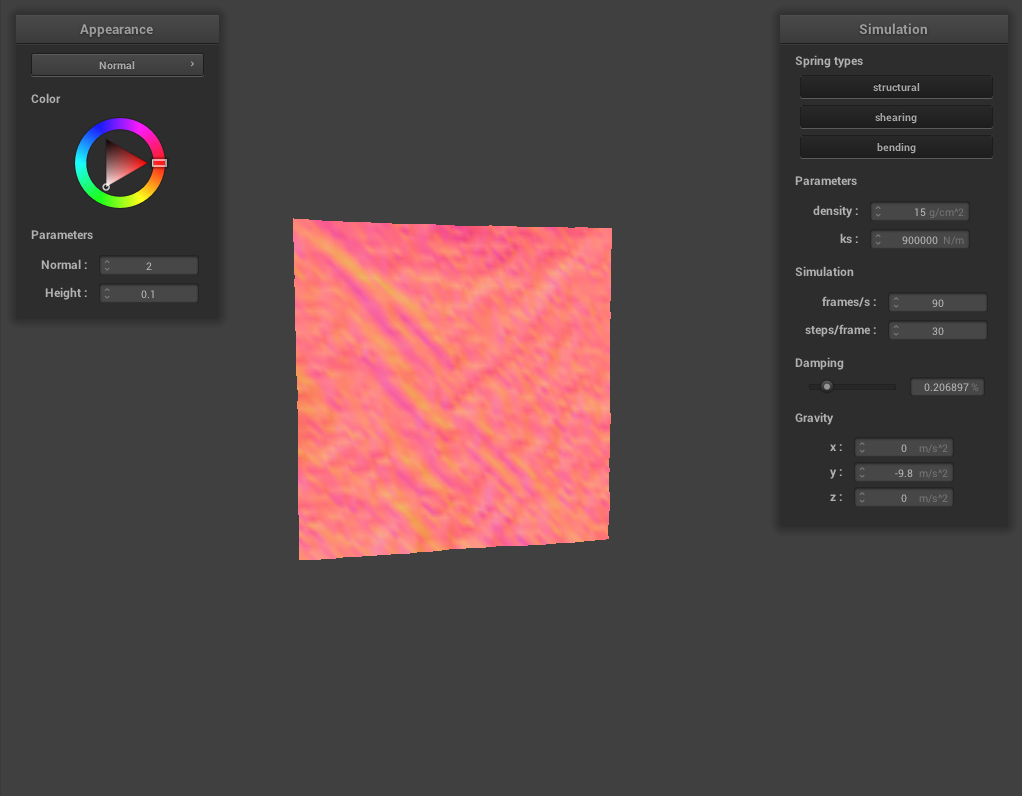 Appearance
Normal
Color
Parameters
Normal : 2
Height : 0.1
Simulation
Spring types
structural
shearing
bending
Parameters
density : 15 g/cm^2
ks : 900000 N/m
Simulation
frames/s : 90
steps/frame : 30
Damping
0.206897 %
Gravity
x : 0 m/s^2
y : -9.8 m/s^2
z : 0 m/s^2